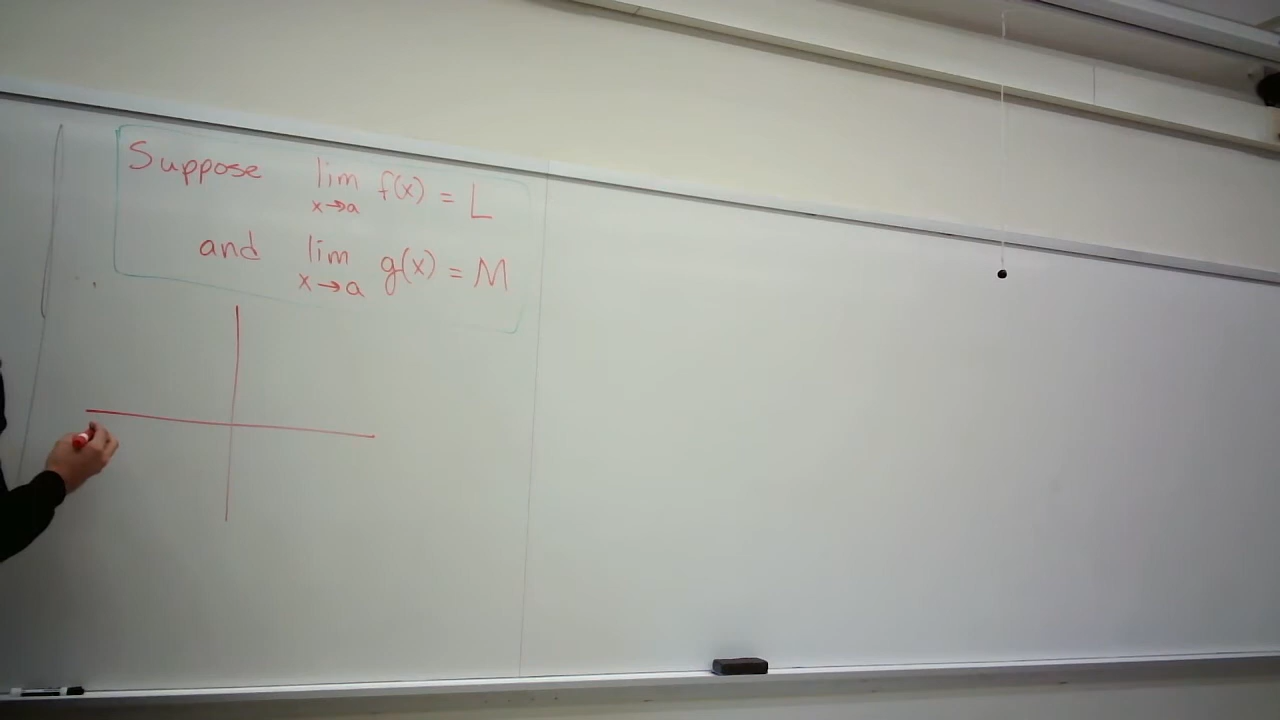 Suppose lim f(x) = L
x→a
and lim g(x) = M
x→a